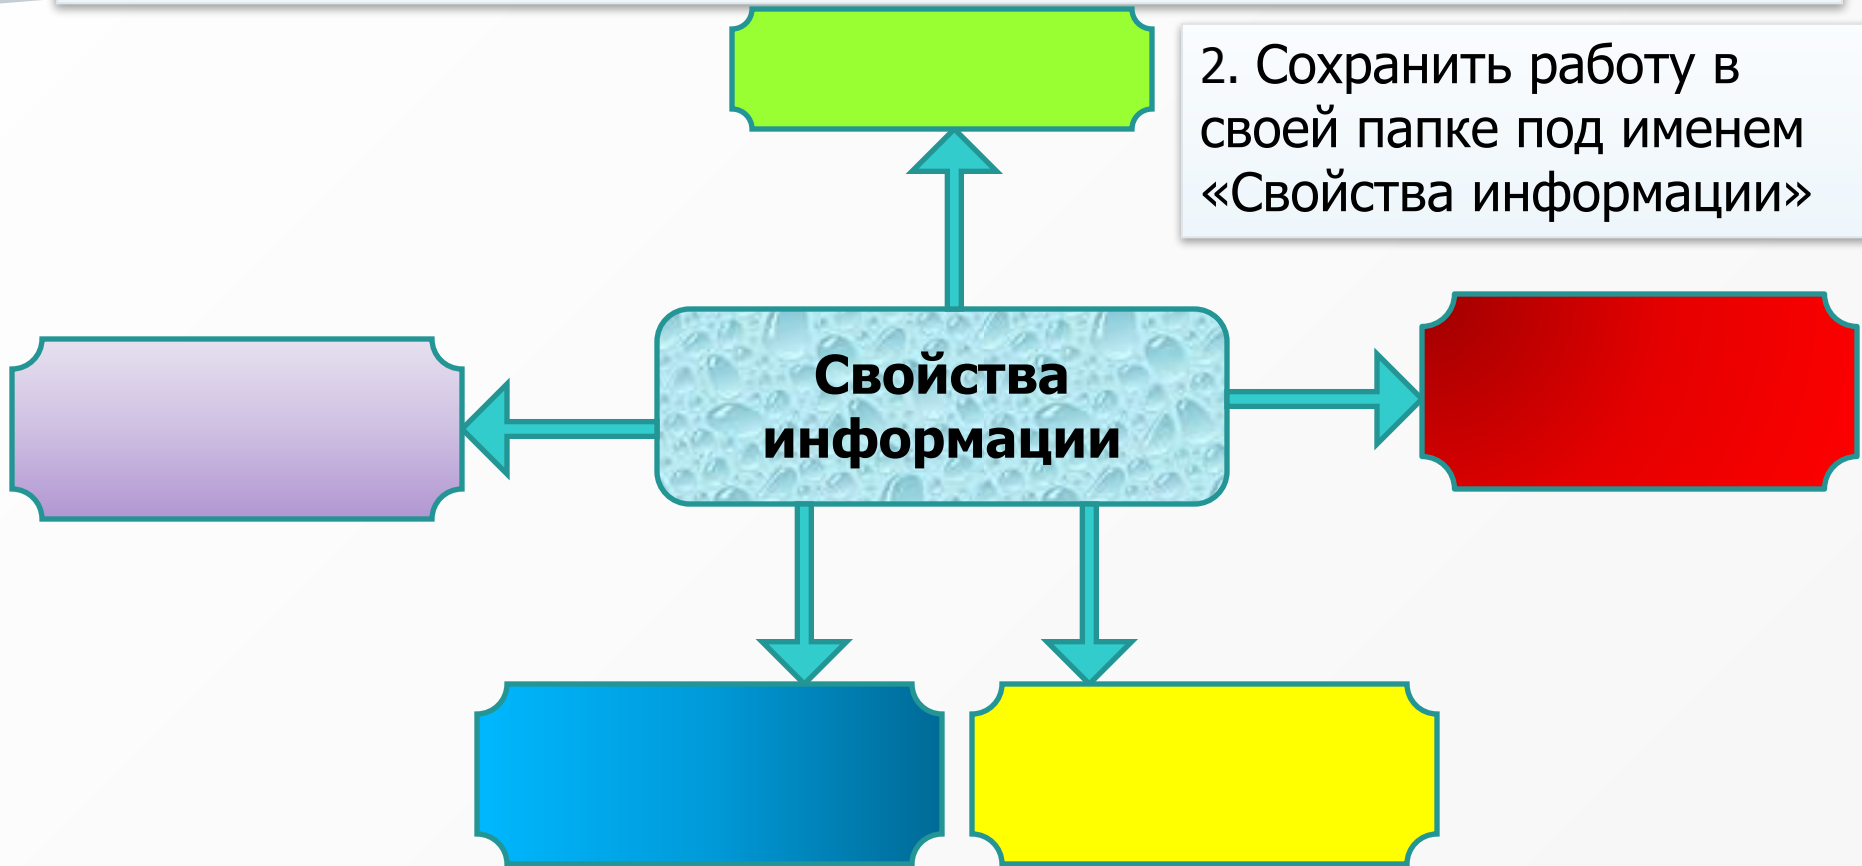 2. Сохранить работу в
своей папке под именем
«Свойства информации»
Свойства
информации